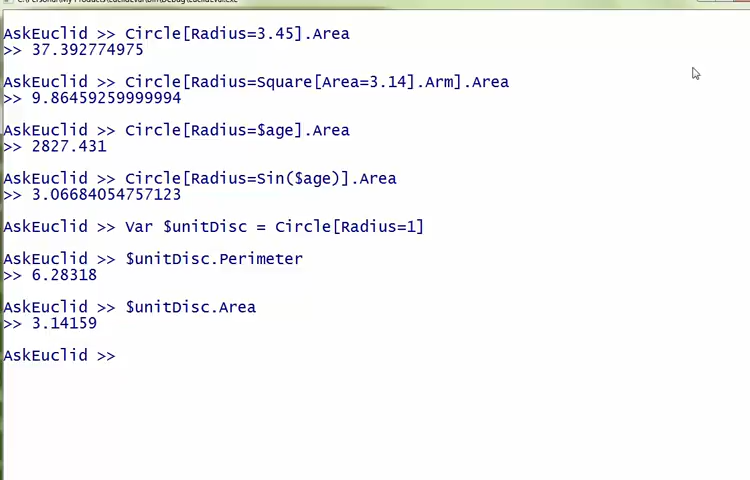 AskEuclid >> Circle[Radius=3.45].Area
>> 37.392774975
AskEuclid >> Circle[Radius=Square[Area=3.14].Arm].Area
>> 9.86459259999994
AskEuclid >> Circle[Radius=$age].Area
>> 2827.431
AskEuclid >> Circle[Radius=Sin($age)].Area
>> 3.06684054757123
AskEuclid >> Var $unitDisc = Circle[Radius=1]
AskEuclid >> $unitDisc.Perimeter
>> 6.28318
AskEuclid >> $unitDisc.Area
>> 3.14159
AskEuclid >>